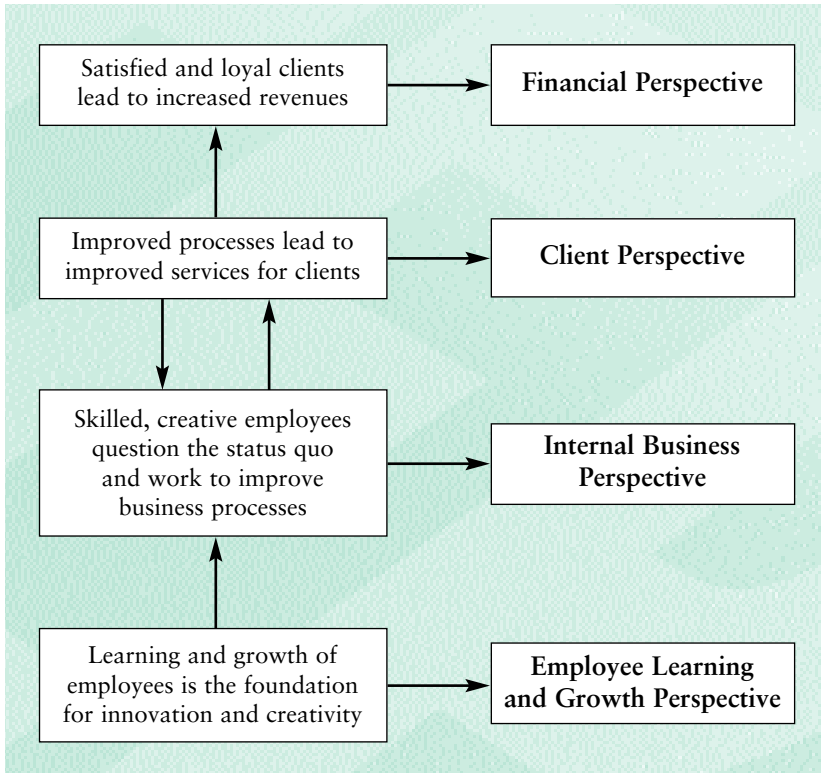 Satisfied and loyal clients
lead to increased revenues
Financial Perspective
Improved processes lead to
improved services for clients
Client Perspective
Skilled, creative employees
question the status quo
and work to improve
business processes
Internal Business
Perspective
Learning and growth of
employees is the foundation
for innovation and creativity
Employee Learning
and Growth Perspective